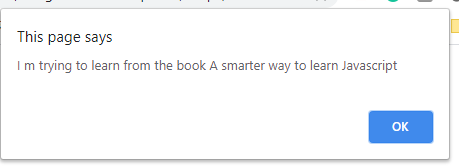 This page says
I m trying to learn from the book A smarter way to learn Javascript
OK